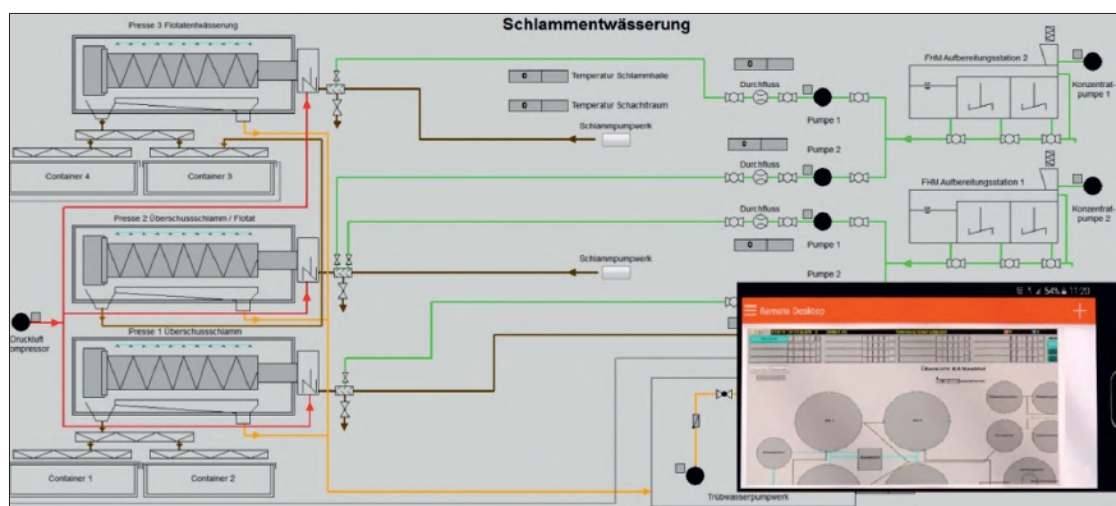 Schlammentwässerung
Presse 3 Flotatentwässerung
0
Temperatur Schlammhalle
0
Temperatur Schachtraum
Schlammpumpwerk
0
Durchfluss
Pumpe 1
Pumpe 2
0
Durchfluss
FHM Aufbereitungsstation 2
Konzentrat-
pumpe 1
Container 4
Container 3
Presse 2 Überschussschlamm / Flotat
Schlammpumpwerk
Durchfluss
Pumpe 1
0
Pumpe 2
FHM Aufbereitungsstation 1
Konzentrat-
pumpe 2
Druckluft
ompressor
Presse 1 Überschussschlamm
Container 1
Container 2
Trübwasserpumpwerk
54% 11:20
Remote Desktop